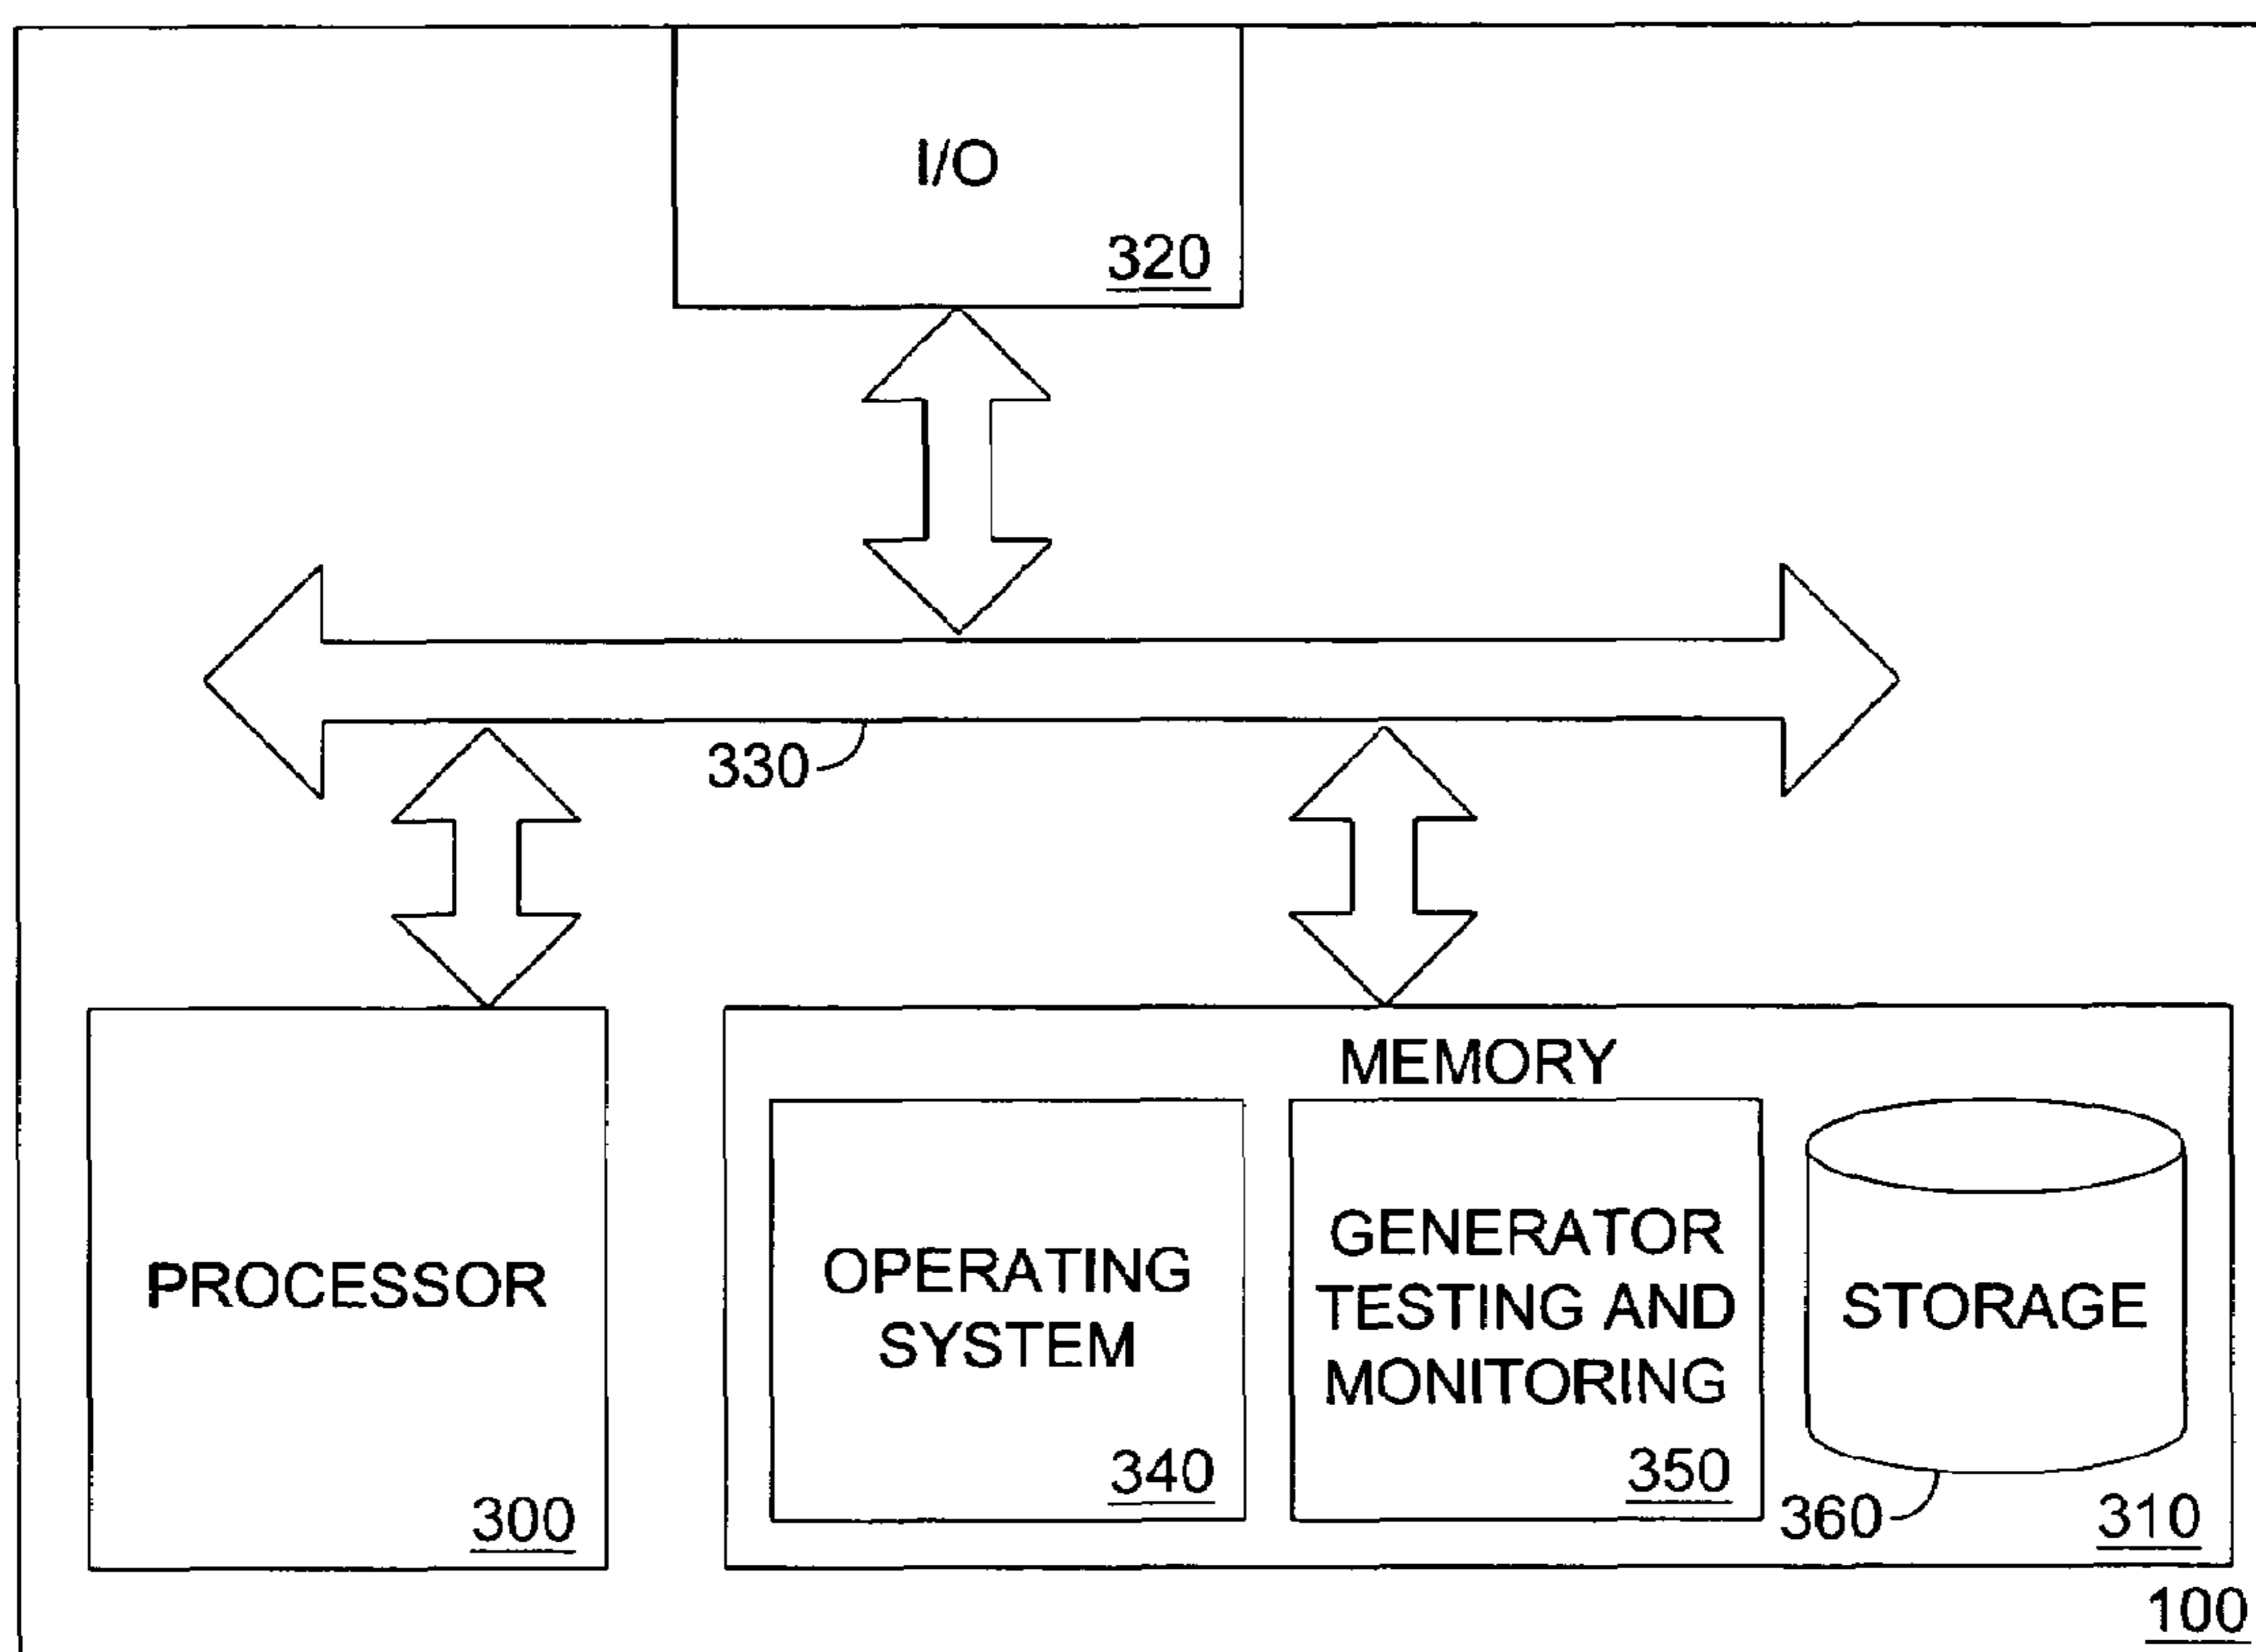 I/O
320
330
PROCESSOR
300
MEMORY
OPERATING
SYSTEM
340
GENERATOR
TESTING AND
MONITORING
350
STORAGE
360
310
100